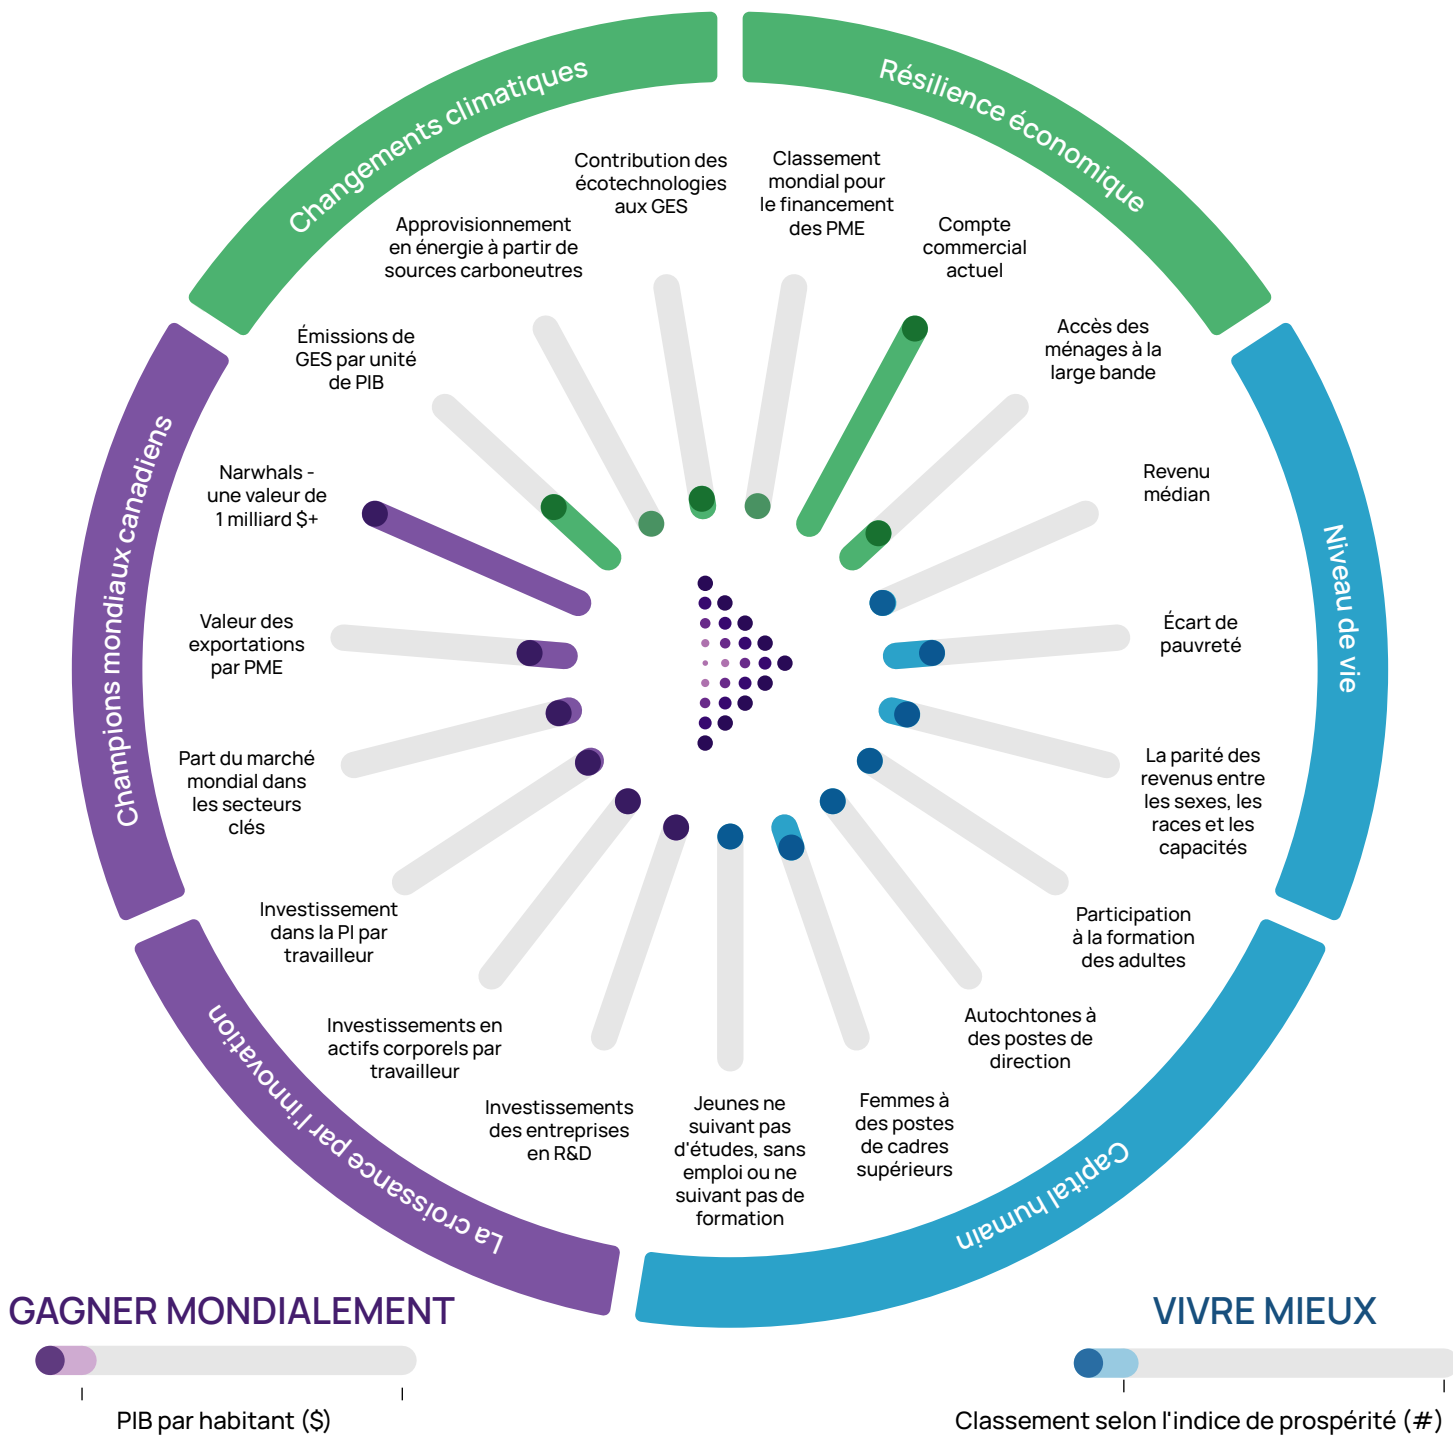 Changements climatiques
Résilience économique
Contribution des
écotechnologies
aux GES
Classement
mondial pour
le financement
des PME
Approvisionnement
en énergie à partir de
sources carboneutres
Compte
commercial
actuel
Émissions de
GES par unité
de PIB
Accès des
ménages à la
large bande
Champions mondiaux canadiens
Narwhals -
une valeur de
1 milliard $+
Revenu
médian
Niveau de vie
Valeur des
exportations
par PME
Écart de
pauvreté
Part du marché
mondial dans
les secteurs
clés
La parité des
revenus entre
les sexes, les
races et les
capacités
Investissement
dans la PI par
travailleur
Participation
à la formation
des adultes
La croissance par l'innovation
Investissements en
actifs corporels par
travailleur
Autochtones à
des postes de
direction
Investissements
des entreprises
en R&D
Jeunes ne
suivant pas
d'études, sans
emploi ou ne
suivant pas de
formation
Femmes à
des postes
de cadres
supérieurs
Capital humain
GAGNER MONDIALEMENT
PIB par habitant ($)
VIVRE MIEUX
Classement selon l'indice de prospérité (#)